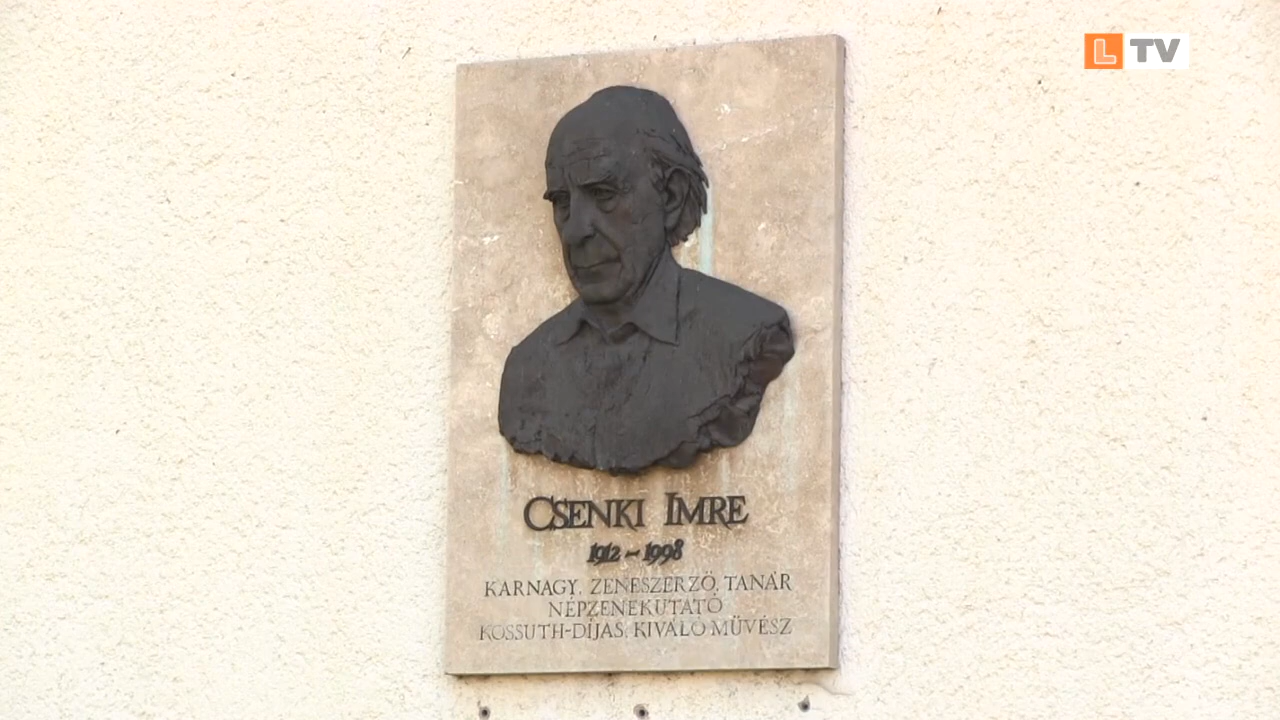 L TV
CSENKI IMRE
1912 – 1998
KARNAGY, ZENESZERZŐ, TANÁR
NÉPZENEKUTATÓ
KOSSUTH-DÍJAS, KIVÁLÓ MŰVÉSZ